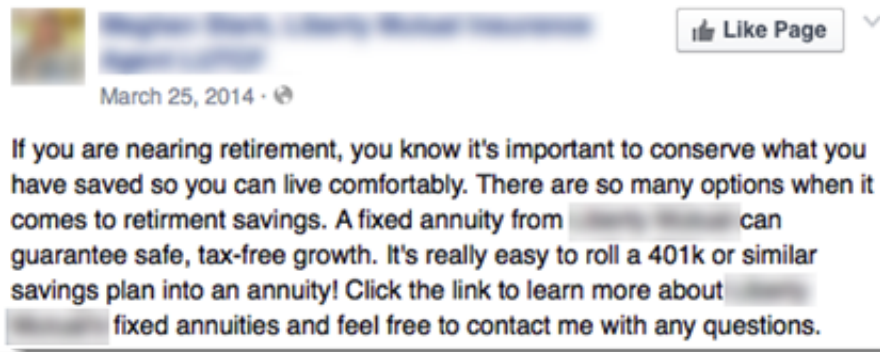 Like Page
March 25, 2014 ·
If you are nearing retirement, you know it's important to conserve what you
have saved so you can live comfortably. There are so many options when it
comes to retirment savings. A fixed annuity from can
guarantee safe, tax-free growth. It's really easy to roll a 401k or similar
savings plan into an annuity! Click the link to learn more about
fixed annuities and feel free to contact me with any questions.